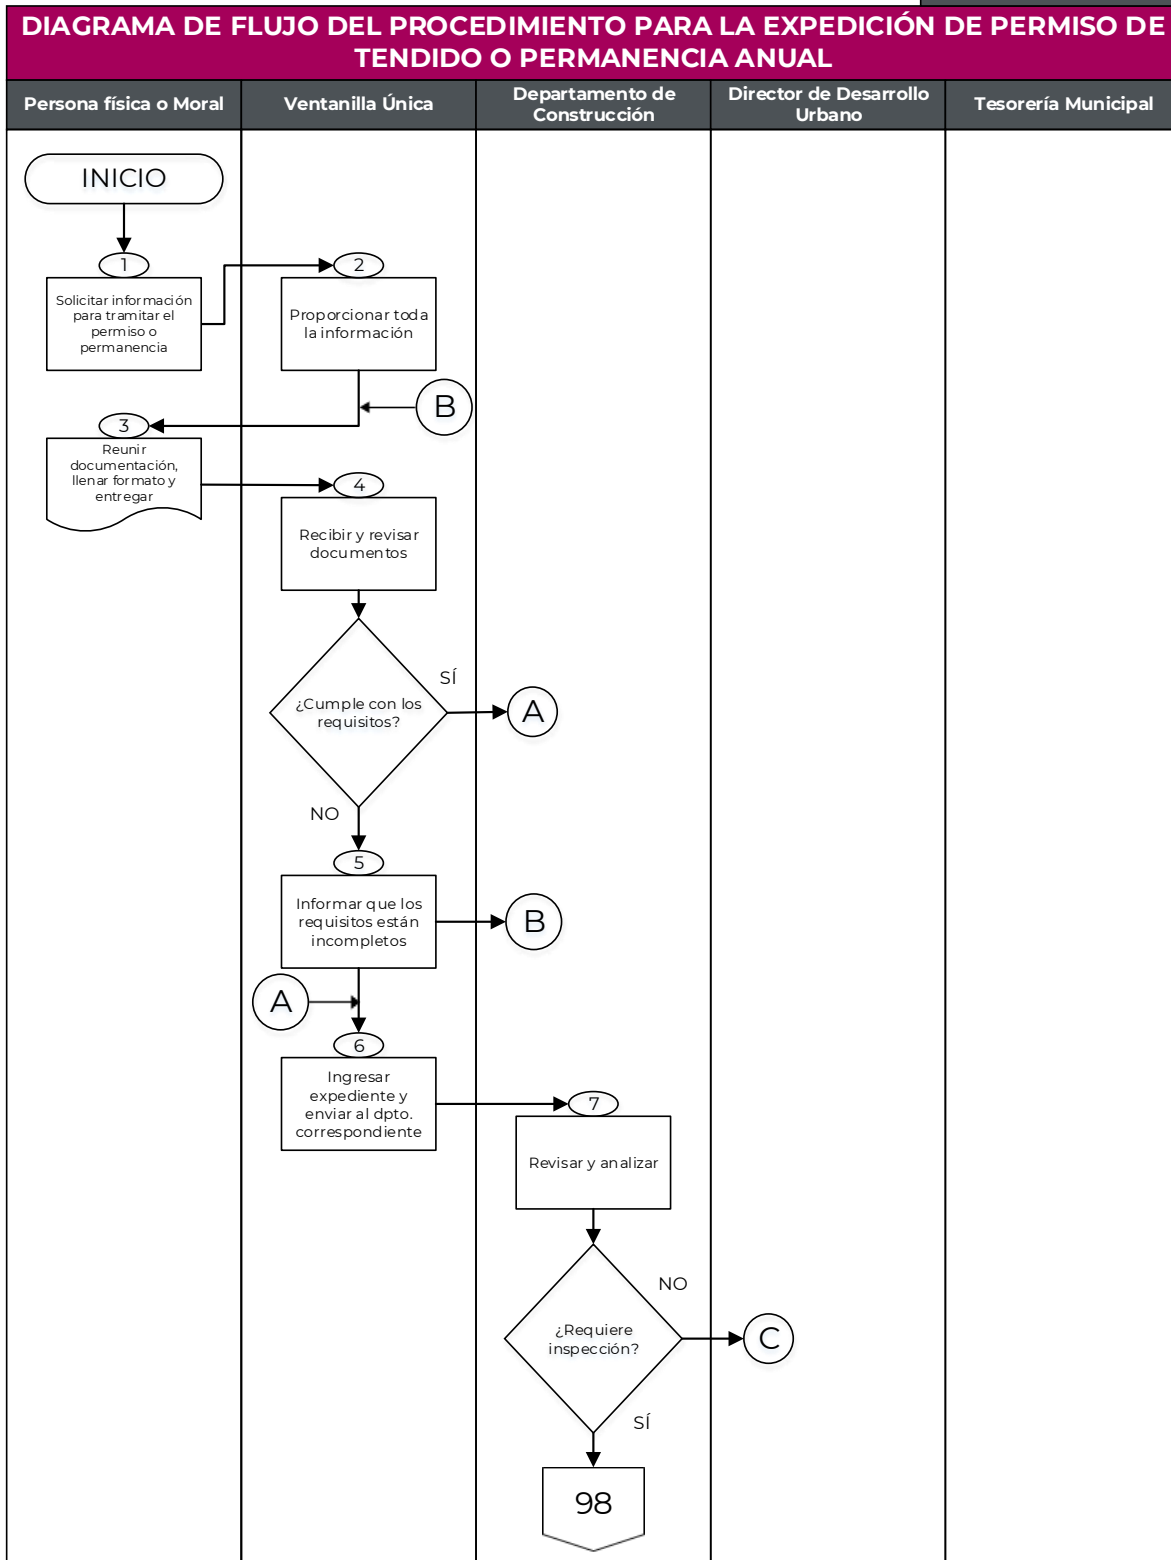 DIAGRAMA DE FLUJO DEL PROCEDIMIENTO PARA LA EXPEDICIÓN DE PERMISO DE
TENDIDO O PERMANENCIA ANUAL
Persona física o Moral
Ventanilla Única
Departamento de
Construcción
Director de Desarrollo
Urbano
Tesorería Municipal
INICIO
1
Solicitar información
para tramitar el
permiso o
permanencia
2
Proporcionar toda
la información
B
3
Reunir
documentación,
llenar formato y
entregar
4
Recibir y revisar
documentos
¿Cumple con los
requisitos?
SÍ
A
NO
5
Informar que los
requisitos están
incompletos
B
A
6
Ingresar
expediente y
enviar al dpto.
correspondiente
7
Revisar y analizar
¿Requiere
inspección?
NO
C
SÍ
98